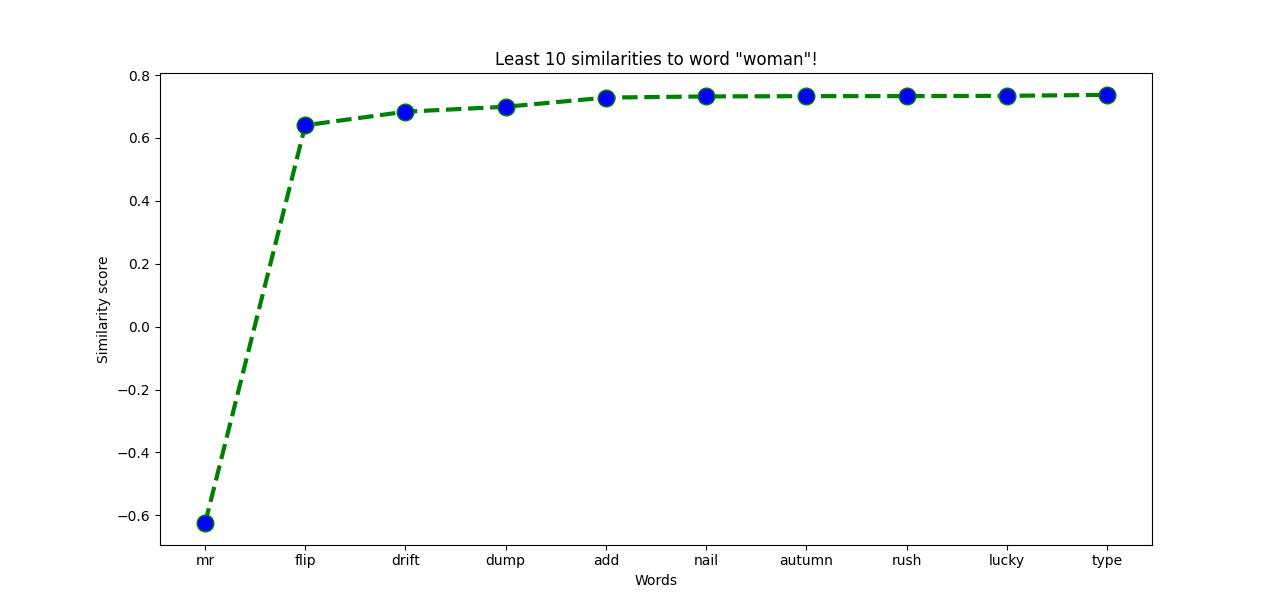 Least 10 similarities to word "woman"!
0.8
0.6
0.4
0.2
0.0
−0.2
−0.4
−0.6
Similarity score
mr flip drift dump add nail autumn rush lucky type
Words